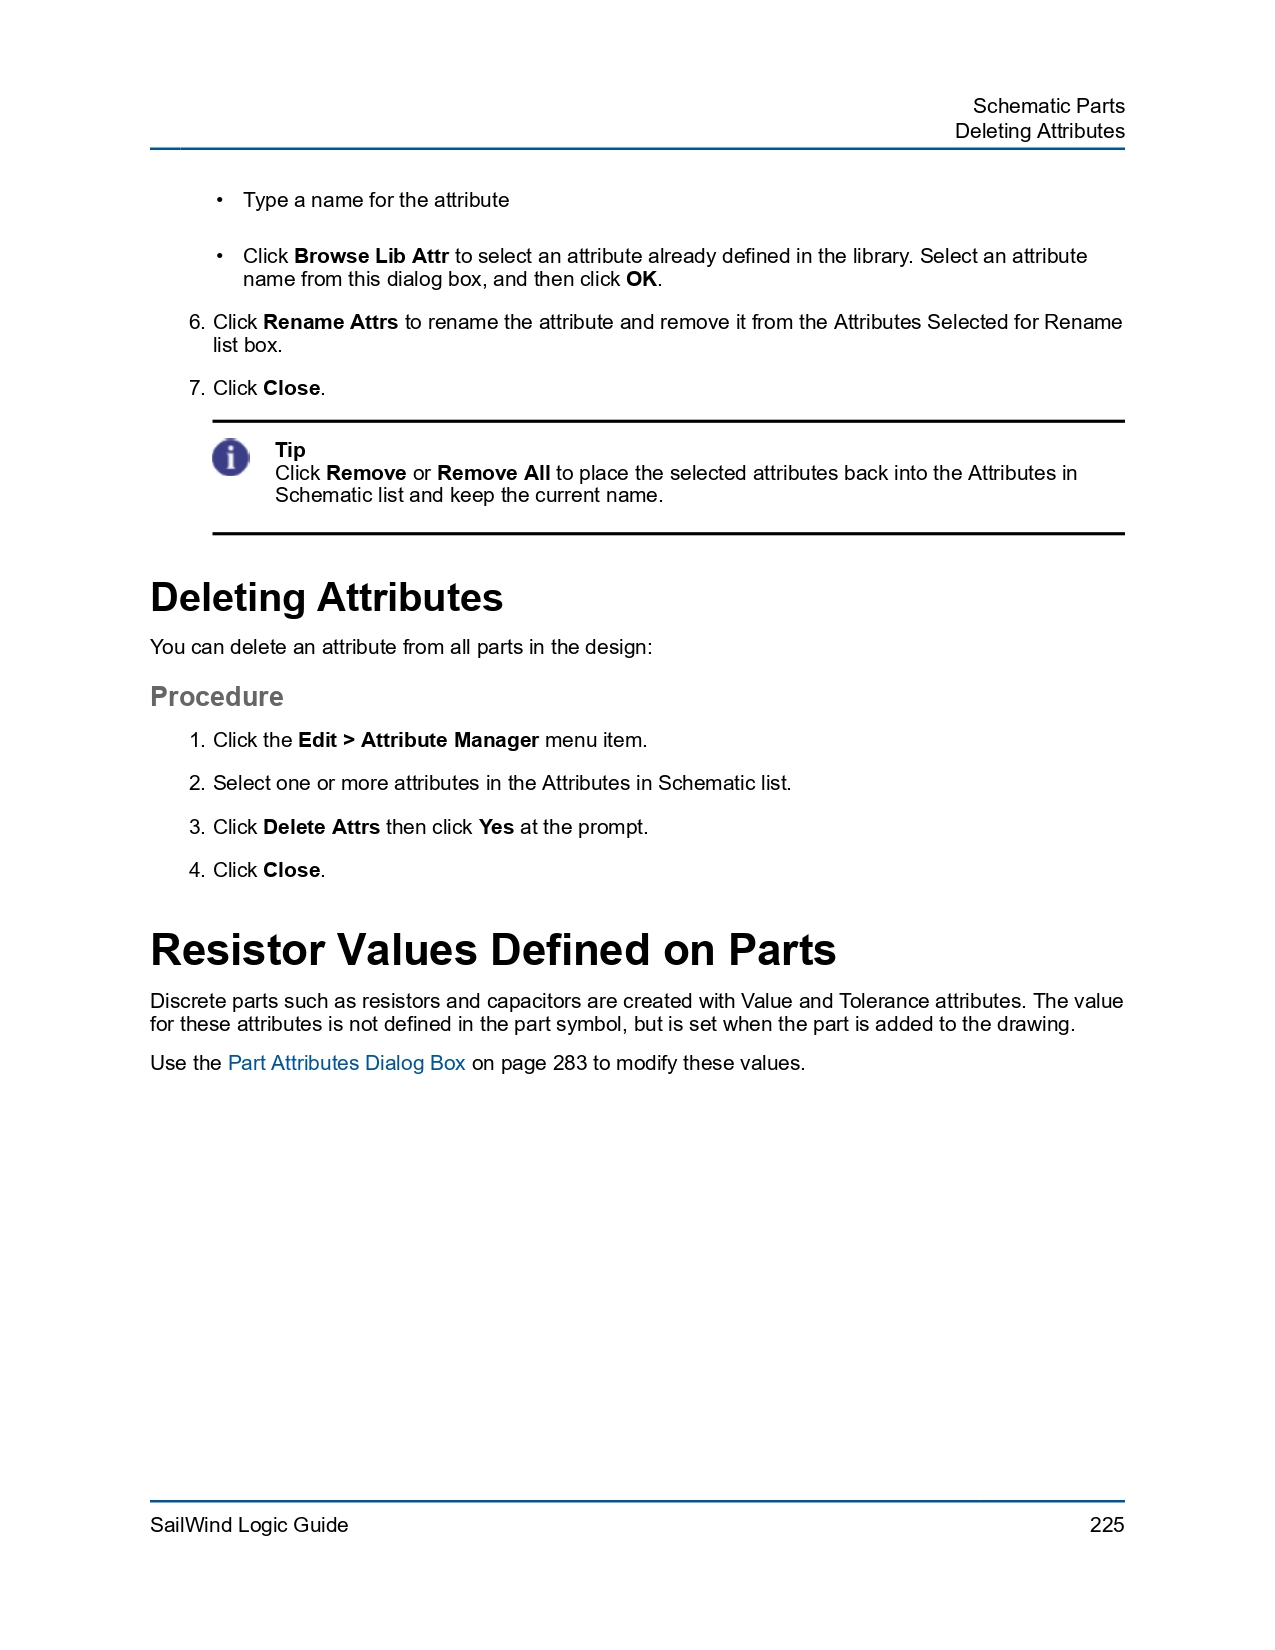 Schematic Parts
Deleting Attributes
• Type a name for the attribute
• Click Browse Lib Attr to select an attribute already defined in the library. Select an attribute
name from this dialog box, and then click OK.
6. Click Rename Attrs to rename the attribute and remove it from the Attributes Selected for Rename
list box.
7. Click Close.
Tip
Click Remove or Remove All to place the selected attributes back into the Attributes in
Schematic list and keep the current name.
Deleting Attributes
You can delete an attribute from all parts in the design:
Procedure
1. Click the Edit > Attribute Manager menu item.
2. Select one or more attributes in the Attributes in Schematic list.
3. Click Delete Attrs then click Yes at the prompt.
4. Click Close.
Resistor Values Defined on Parts
Discrete parts such as resistors and capacitors are created with Value and Tolerance attributes. The value
for these attributes is not defined in the part symbol, but is set when the part is added to the drawing.
Use the Part Attributes Dialog Box on page 283 to modify these values.
SailWind Logic Guide 225